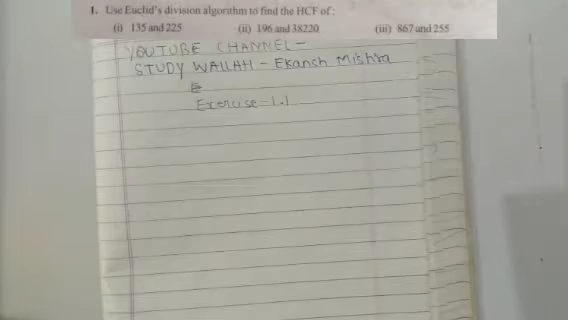 1. Use Euclid's division algorithm to find the HCF of :
(i) 135 and 225 (ii) 196 and 38220 (iii) 867 and 255
YOUTUBE CHANNEL-
STUDY WALLAH - Ekansh Mishra
E
Exercise-1.1